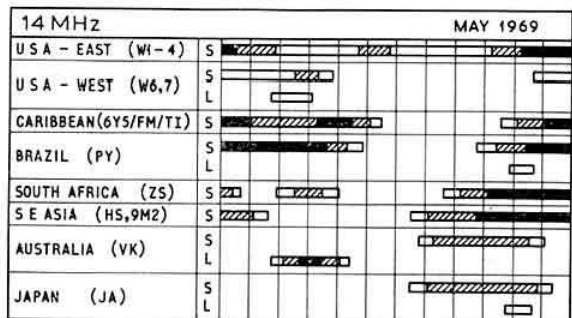 14 MHz MAY 1969
USA - EAST (W1-4) S
USA - WEST (W6,7) S
L
CARIBBEAN (6Y5/FM/TI) S
BRAZIL (PY) S
L
SOUTH AFRICA (ZS) S
S E ASIA (HS,9M2) S
AUSTRALIA (VK) S
L
JAPAN (JA) S
L